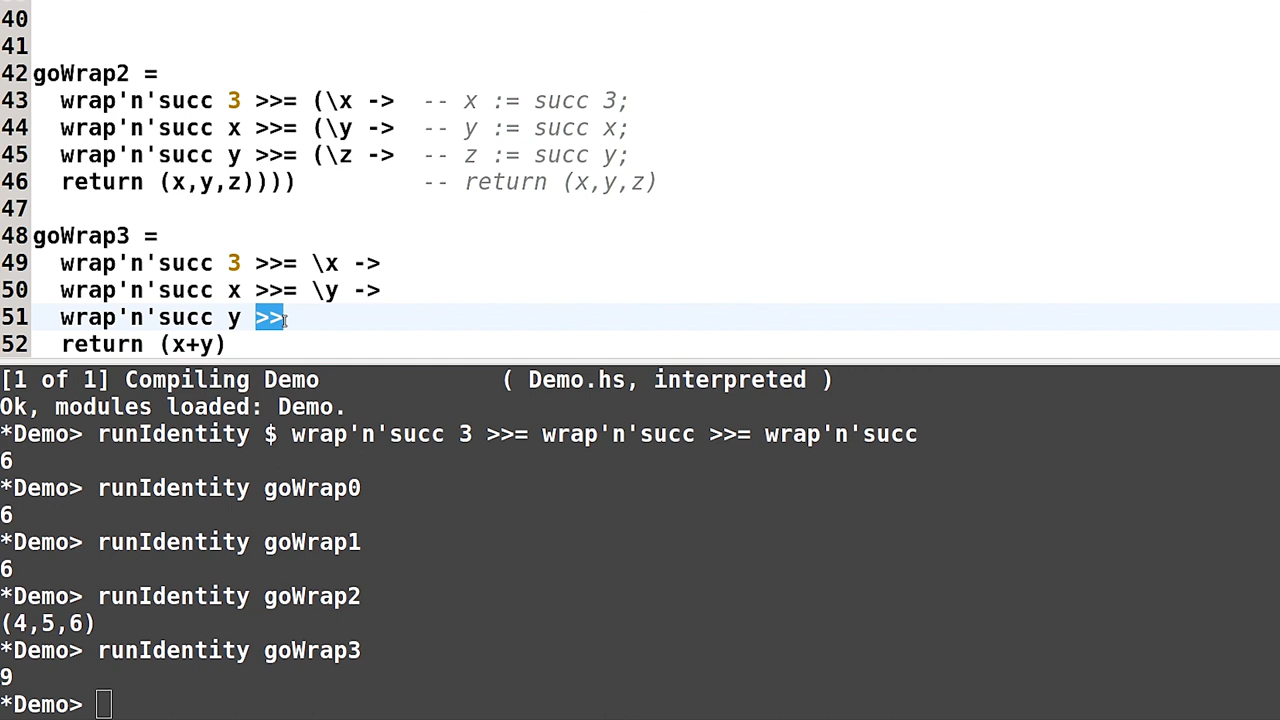 40
41
42 goWrap2 =
43   wrap'n'succ 3 >>= (\x ->  -- x := succ 3;
44   wrap'n'succ x >>= (\y ->  -- y := succ x;
45   wrap'n'succ y >>= (\z ->  -- z := succ y;
46   return (x,y,z))))         -- return (x,y,z)
47
48 goWrap3 =
49   wrap'n'succ 3 >>= \x ->
50   wrap'n'succ x >>= \y ->
51   wrap'n'succ y >>
52   return (x+y)
[1 of 1] Compiling Demo             ( Demo.hs, interpreted )
Ok, modules loaded: Demo.
*Demo> runIdentity $ wrap'n'succ 3 >>= wrap'n'succ >>= wrap'n'succ
6
*Demo> runIdentity goWrap0
6
*Demo> runIdentity goWrap1
6
*Demo> runIdentity goWrap2
(4,5,6)
*Demo> runIdentity goWrap3
9
*Demo>